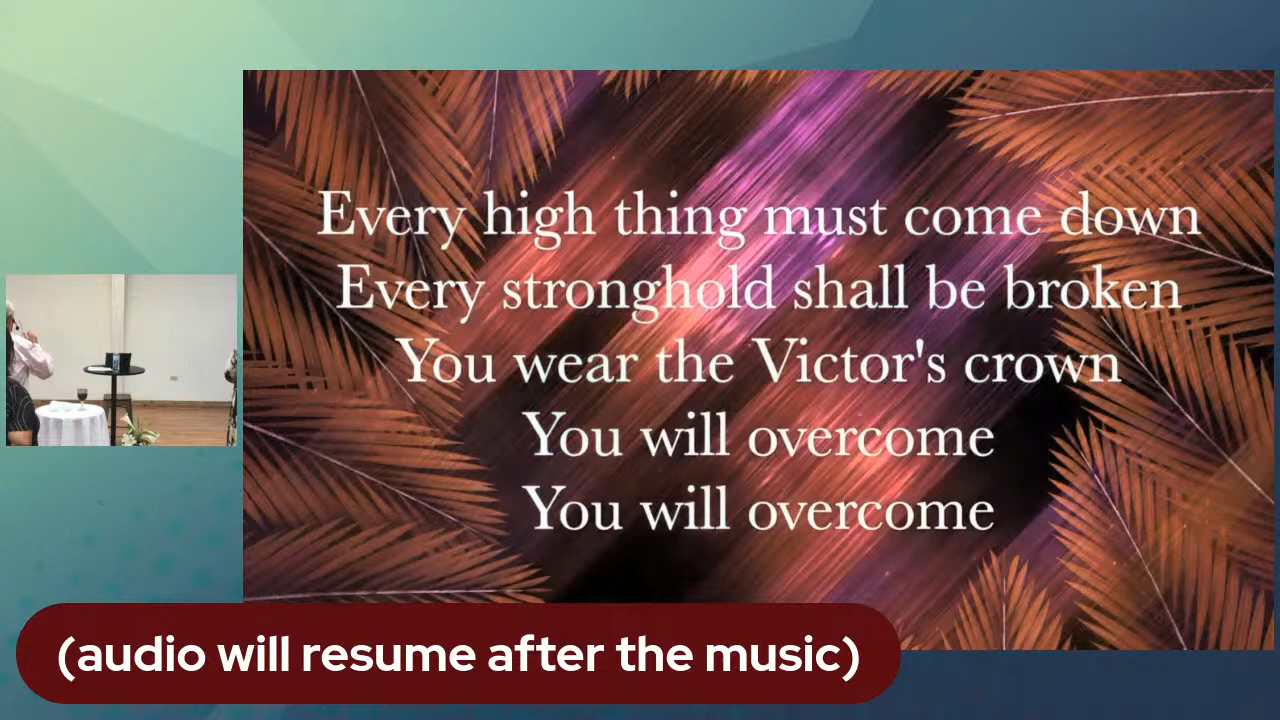 Every high thing must come down
Every stronghold shall be broken
You wear the Victor's crown
You will overcome
You will overcome
(audio will resume after the music)